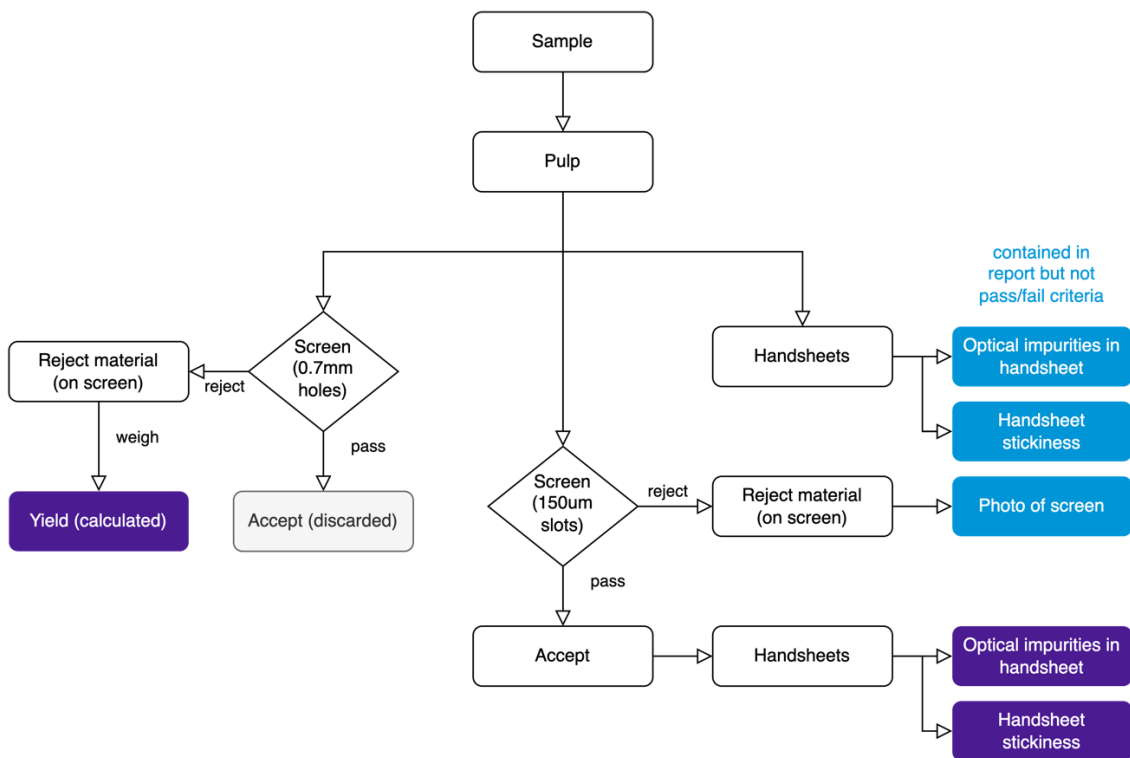 Sample
Pulp
contained in
report but not
pass/fail criteria
Screen
(0.7mm
holes)
Reject material
(on screen)
reject
Handsheets
Optical impurities in
handsheet
Handsheet
stickiness
weigh
pass
Yield (calculated)
Accept (discarded)
Screen
(150um
slots)
reject
Reject material
(on screen)
Photo of screen
pass
Accept
Handsheets
Optical impurities in
handsheet
Handsheet
stickiness